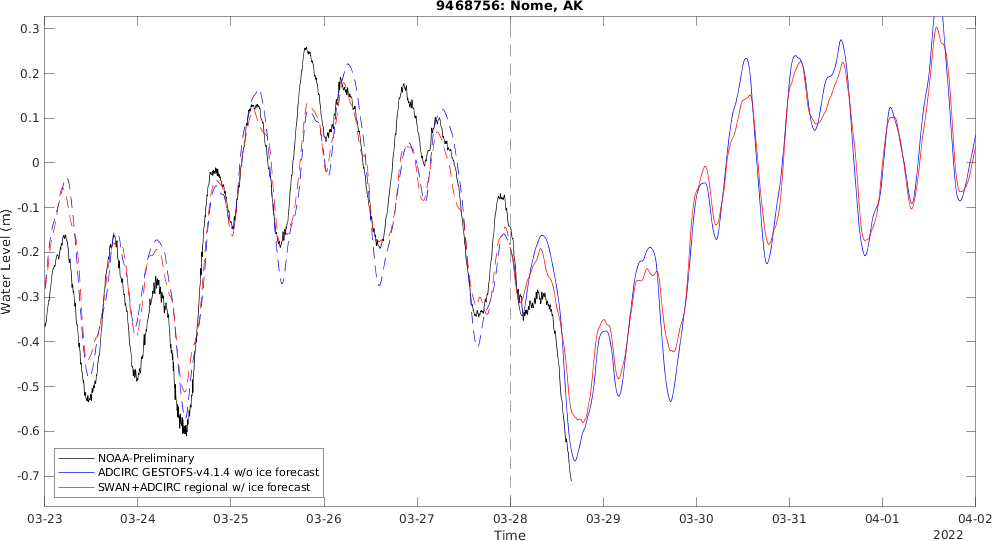 9468756: Nome, AK
Water Level (m)
0.3
0.2
0.1
0
-0.1
-0.2
-0.3
-0.4
-0.5
-0.6
-0.7
NOAA-Preliminary
ADCIRC GESTOFS-v4.1.4 w/o ice forecast
SWAN+ADCIRC regional w/ ice forecast
03-23 03-24 03-25 03-26 03-27 03-28 03-29 03-30 03-31 04-01 04-02
Time
2022